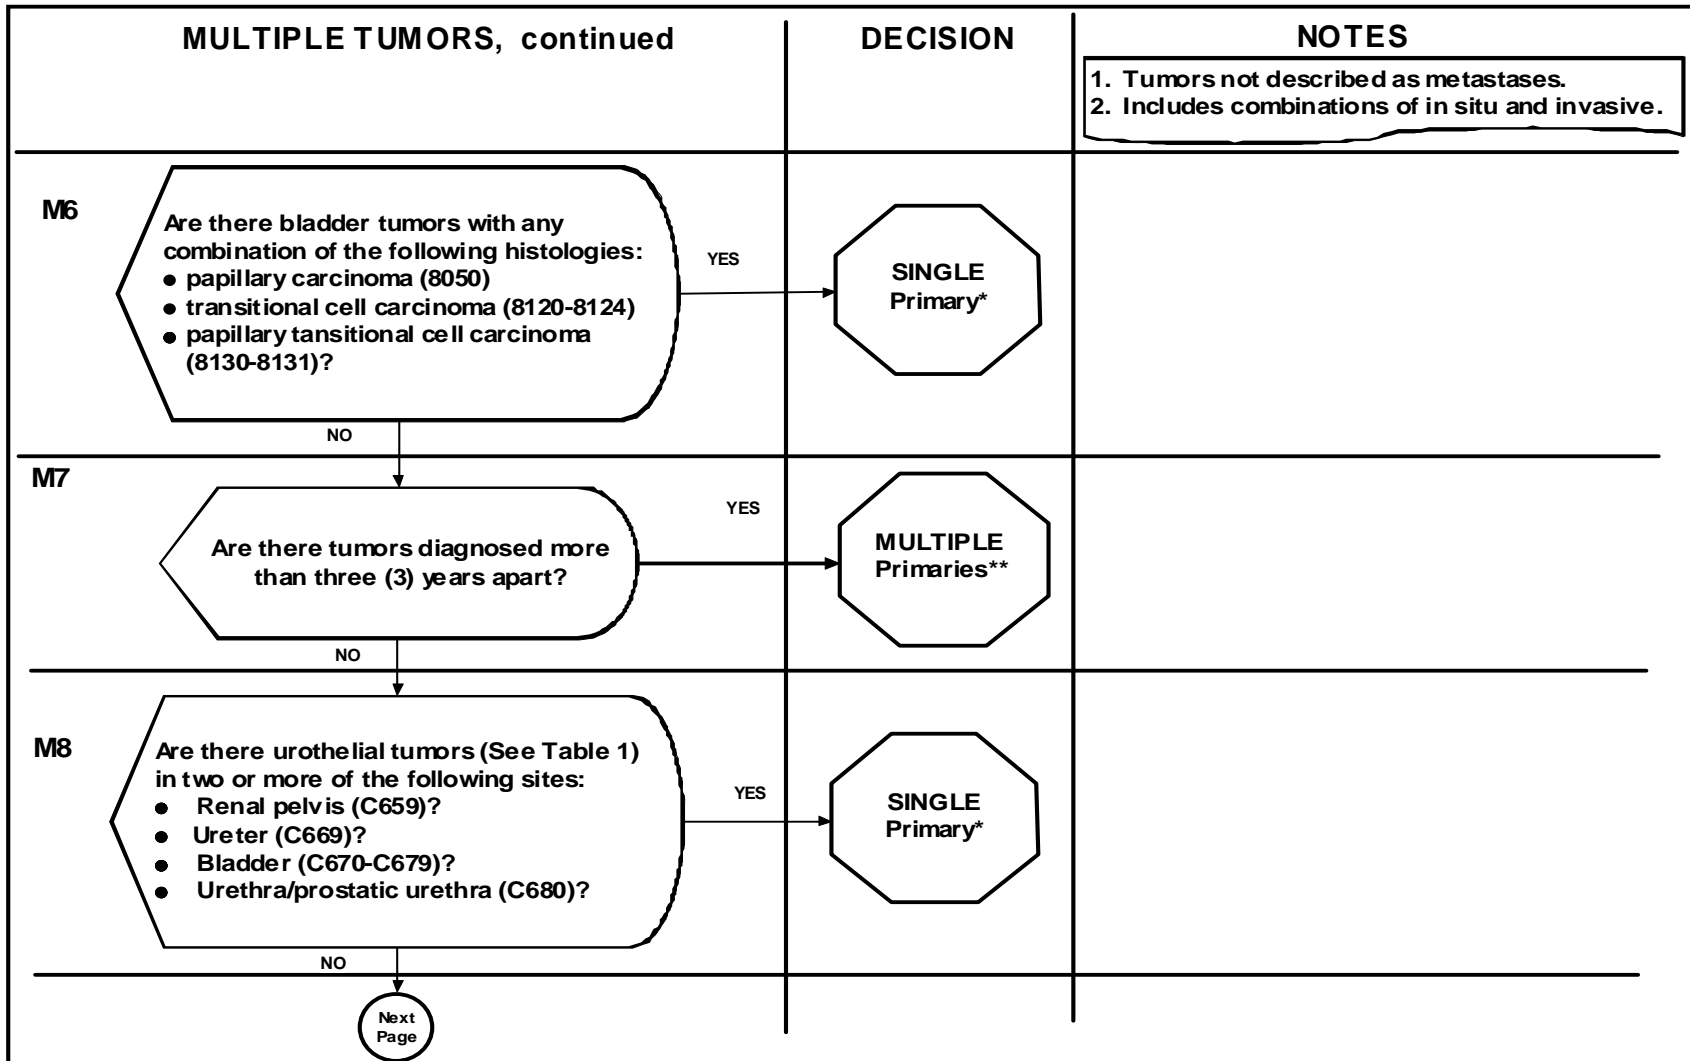 MULTIPLE TUMORS, continued
DECISION
NOTES
1. Tumors not described as metastases.
2. Includes combinations of in situ and invasive.
M6
Are there bladder tumors with any
combination of the following histologies:
● papillary carcinoma (8050)
● transitional cell carcinoma (8120-8124)
● papillary tansitional cell carcinoma
(8130-8131)?
YES
SINGLE
Primary*
NO
M7
Are there tumors diagnosed more
than three (3) years apart?
YES
MULTIPLE
Primaries**
NO
M8
Are there urothelial tumors (See Table 1)
in two or more of the following sites:
● Renal pelvis (C659)?
● Ureter (C669)?
● Bladder (C670-C679)?
● Urethra/prostatic urethra (C680)?
YES
SINGLE
Primary*
NO
Next
Page